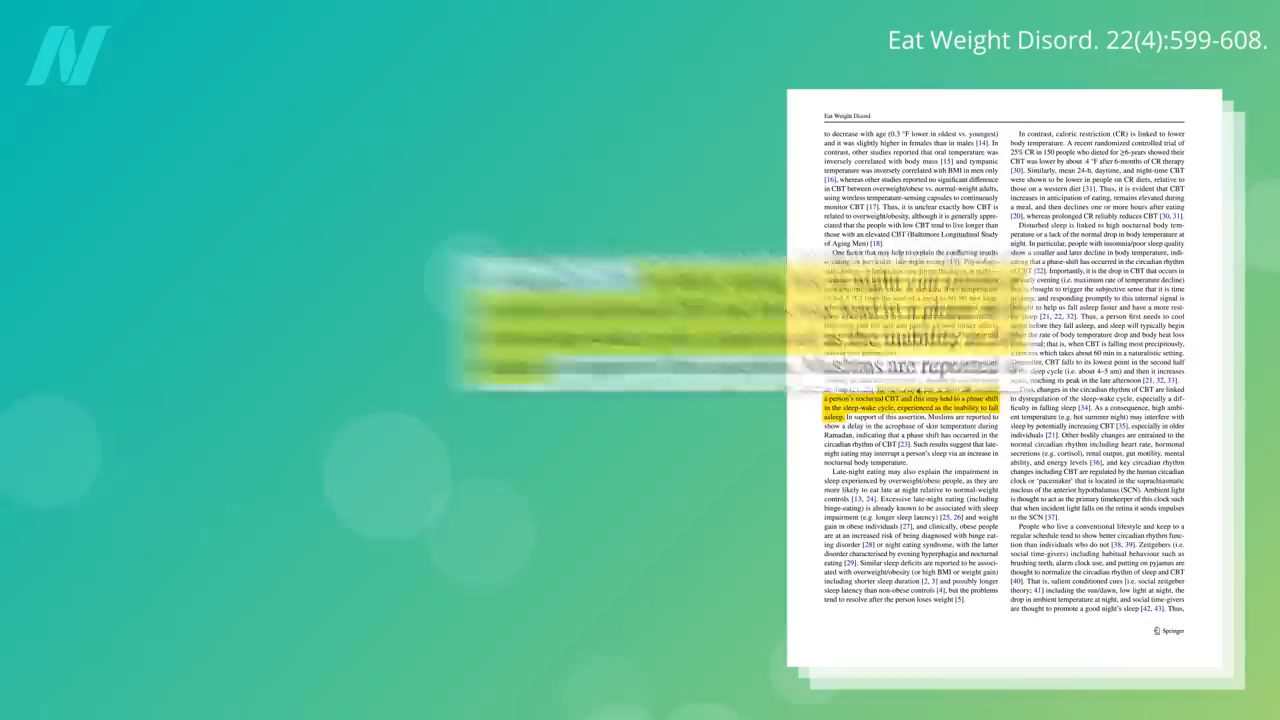 Eat Weight Disord. 22(4):599-608.
Eat Weight Disord
to decrease with age (0.3 °F lower in oldest vs. youngest)
and it was slightly higher in females than in males [14]. In
contrast, other studies reported that oral temperature was
inversely correlated with body mass [15] and tympanic
temperature was inversely correlated with BMI in men only
[16], whereas other studies reported no significant difference
in CBT between overweight/obese vs. normal-weight adults,
using wireless temperature-sensing capsules to continuously
monitor CBT [17]. Thus, it is unclear exactly how CBT is
related to overweight/obesity, although it is generally appre-
ciated that the people with low CBT tend to live longer than
those with an elevated CBT (Baltimore Longitudinal Study
of Aging Men) [18].
One factor that may help to explain the conflicting results
are repor
a person's nocturnal CBT and this may lead to a phase shift
in the sleep-wake cycle, experienced as the inability to fall
asleep. In support of this assertion, Muslims are reported to
show a delay in the acrophase of skin temperature during
Ramadan, indicating that a phase shift has occurred in the
circadian rhythm of CBT [23]. Such results suggest that late-
night eating may interrupt a person's sleep via an increase in
nocturnal body temperature.
Late-night eating may also explain the impairment in
sleep experienced by overweight/obese people, as they are
more likely to eat late at night relative to normal-weight
controls [13, 24]. Excessive late-night eating (including
binge-eating) is already known to be associated with sleep
impairment (e.g. longer sleep latency) [25, 26] and weight
gain in obese individuals [27], and clinically, obese people
are at an increased risk of being diagnosed with binge eat-
ing disorder [28] or night eating syndrome, with the latter
disorder characterised by evening hyperphagia and nocturnal
eating [29]. Similar sleep deficits are reported to be associ-
ated with overweight/obesity (or high BMI or weight gain)
including shorter sleep duration [2, 3] and possibly longer
sleep latency than non-obese controls [4], but the problems
tend to resolve after the person loses weight [5].
In contrast, caloric restriction (CR) is linked to lower
body temperature. A recent randomized controlled trial of
25% CR in 150 people who dieted for ≥6-years showed their
CBT was lower by about .4 °F after 6-months of CR therapy
[30]. Similarly, mean 24-h, daytime, and night-time CBT
were shown to be lower in people on CR diets, relative to
those on a western diet [31]. Thus, it is evident that CBT
increases in anticipation of eating, remains elevated during
a meal, and then declines one or more hours after eating
[20], whereas prolonged CR reliably reduces CBT [30, 31].
Disturbed sleep is linked to high nocturnal body tem-
perature or a lack of the normal drop in body temperature at
night. In particular, people with insomnia/poor sleep quality
show a smaller and later decline in body temperature, indi-
cating that a phase-shift has occurred in the circadian rhythm
of CBT [22]. Importantly, it is the drop in CBT that occurs in
early evening (i.e. maximum rate of temperature decline)
is thought to trigger the subjective sense that it is time
and responding promptly to this internal signal is
to help us fall asleep faster and have a more rest-
sleep [21, 22, 32]. Thus, a person first needs to cool
before they fall asleep, and sleep will typically begin
the rate of body temperature drop and body heat loss
that is, when CBT is falling most precipitously,
which takes about 60 min in a naturalistic setting.
CBT falls to its lowest point in the second half
sleep cycle (i.e. about 4–5 am) and then it increases
reaching its peak in the late afternoon [21, 32, 33].
changes in the circadian rhythm of CBT are linked
to dysregulation of the sleep-wake cycle, especially a dif-
ficulty in falling sleep [34]. As a consequence, high ambi-
ent temperature (e.g. hot summer night) may interfere with
sleep by potentially increasing CBT [35], especially in older
individuals [21]. Other bodily changes are entrained to the
normal circadian rhythm including heart rate, hormonal
secretions (e.g. cortisol), renal output, gut motility, mental
ability, and energy levels [36], and key circadian rhythm
changes including CBT are regulated by the human circadian
clock or 'pacemaker' that is located in the suprachiasmatic
nucleus of the anterior hypothalamus (SCN). Ambient light
is thought to act as the primary timekeeper of this clock such
that when incident light falls on the retina it sends impulses
to the SCN [37].
People who live a conventional lifestyle and keep to a
regular schedule tend to show better circadian rhythm func-
tion than individuals who do not [38, 39]. Zeitgebers (i.e.
social time-givers) including habitual behaviour such as
brushing teeth, alarm clock use, and putting on pyjamas are
thought to normalize the circadian rhythm of sleep and CBT
[40]. That is, salient conditioned cues [i.e. social zeitgeber
theory; 41] including the sun/dawn, low light at night, the
drop in ambient temperature at night, and social time-givers
are thought to promote a good night's sleep [42, 43]. Thus,
Springer